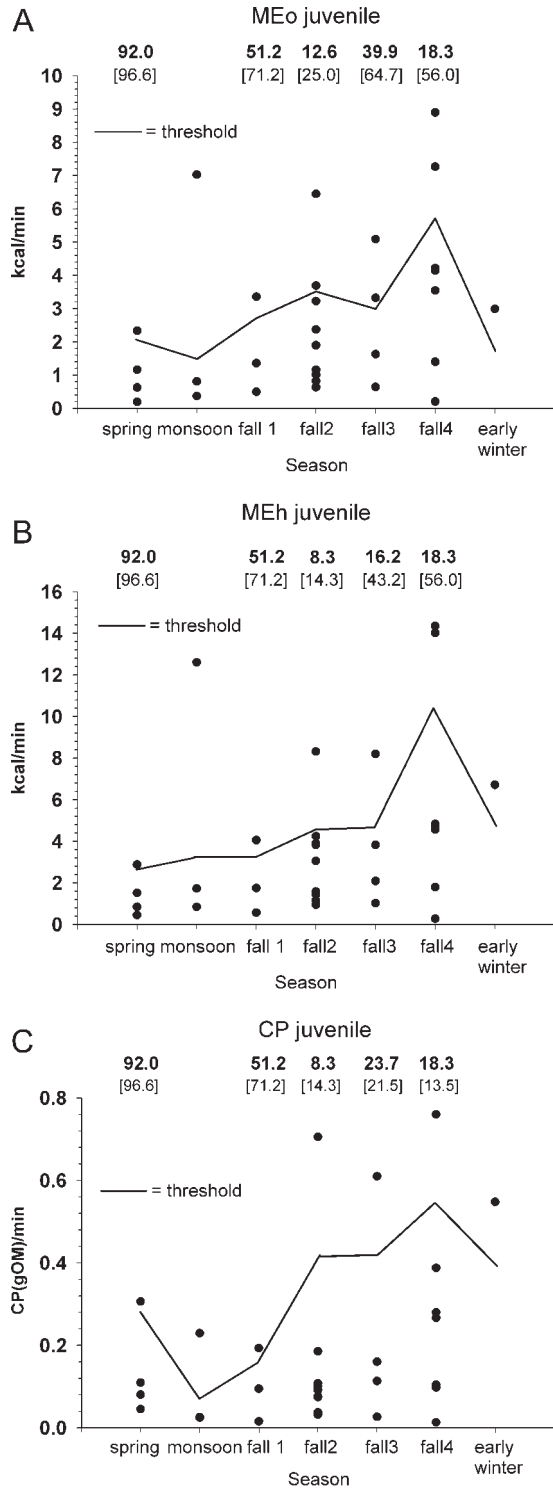 A
MEo juvenile
92.0 51.2 12.6 39.9 18.3
[96.6] [71.2] [25.0] [64.7] [56.0]
10
9
8
7
6
5
4
3
2
1
0
= threshold
kcal/min
spring monsoon fall 1 fall2 fall3 fall4 early
winter
Season
B
MEh juvenile
92.0 51.2 8.3 16.2 18.3
[96.6] [71.2] [14.3] [43.2] [56.0]
16
14
12
10
8
6
4
2
0
= threshold
kcal/min
spring monsoon fall 1 fall2 fall3 fall4 early
winter
Season
C
CP juvenile
92.0 51.2 8.3 23.7 18.3
[96.6] [71.2] [14.3] [21.5] [13.5]
0.8
0.6
0.4
0.2
0.0
= threshold
CP(gOM)/min
spring monsoon fall 1 fall2 fall3 fall4 early
winter
Season